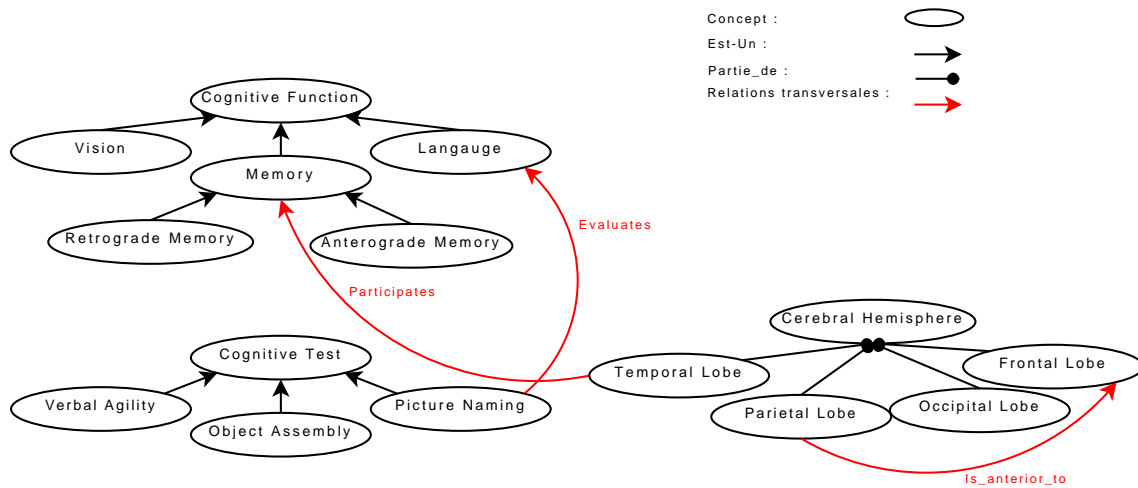 Concept :
Est-Un :
Partie_de :
Relations transversales :
Cognitive Function
Vision
Langauge
Memory
Retrograde Memory
Anterograde Memory
Evaluates
Participates
Cerebral Hemisphere
Cognitive Test
Temporal Lobe
Frontal Lobe
Verbal Agility
Picture Naming
Parietal Lobe
Occipital Lobe
Object Assembly
Is_anterior_to